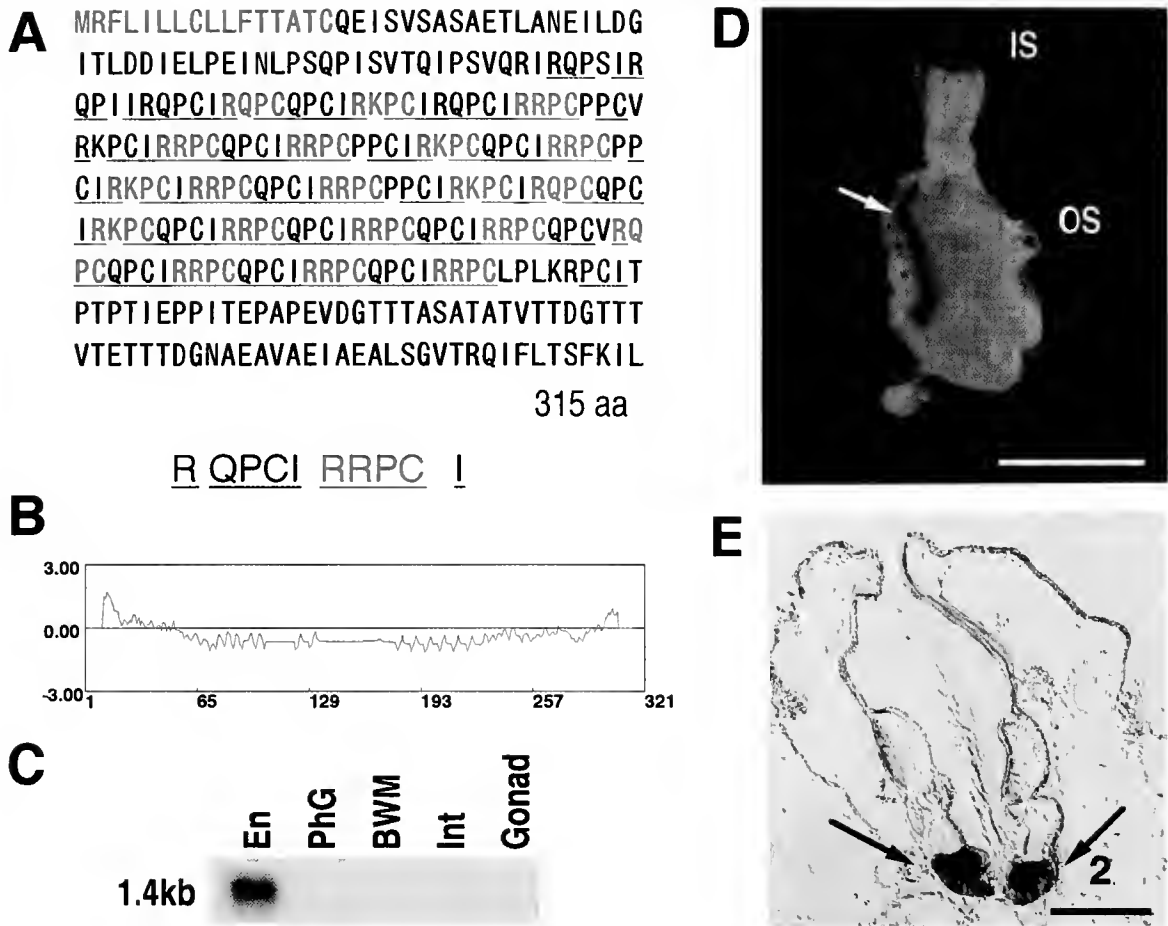 A
MRFLILLCLLFTTATCQEISVSASAETLANEILDG
ITLDDIELPEINLPSQPISVTQIPSVQRIRQPSIR
QPIIRQPCIRQPCQPCIRKPCIRQPCIRRPCPPCV
RKPCIRRPCQPCIRRPCPPCIRKPCQPCIRRPCPP
CIRKPCIRRPCQPCIRRPCPPCIRKPCIRQPCQPC
IRKPCQPCIRRPCQPCIRRPCQPCIRRPCQPCVRQ
PCQPCIRRPCQPCIRRPCQPCIRRPCLPLKRPCIT
PTPTIEPPITEPAPEVDGTTTASATATVTTDGTTT
VTETTTDGNAEAVAEIAEALSGVTRQIFLTSFKIL
315 aa
R QPCI RRPC I
B
3.00
0.00
-3.00
1 65 129 193 257 321
C
En PhG BWM Int Gonad
1.4kb
D
IS
OS
E
2